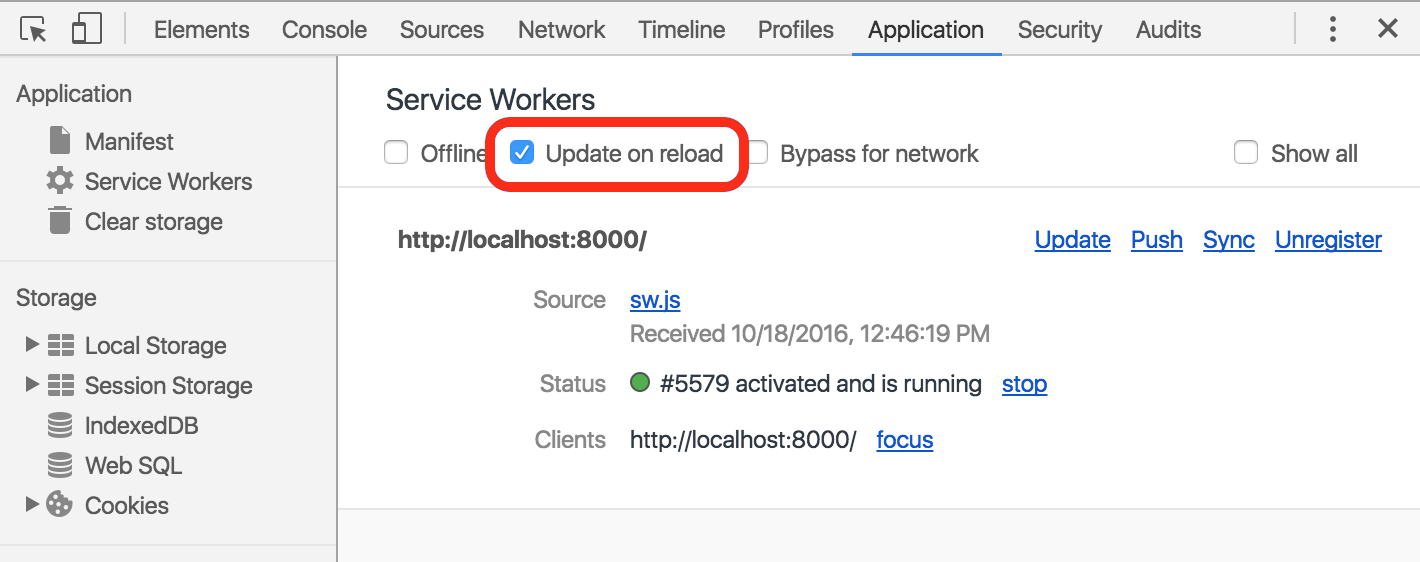 Elements Console Sources Network Timeline Profiles Application Security Audits
Application
Manifest
Service Workers
Clear storage
Storage
Local Storage
Session Storage
IndexedDB
Web SQL
Cookies
Service Workers
Offline Update on reload Bypass for network Show all
http://localhost:8000/ Update Push Sync Unregister
Source sw.js
Received 10/18/2016, 12:46:19 PM
Status #5579 activated and is running stop
Clients http://localhost:8000/ focus